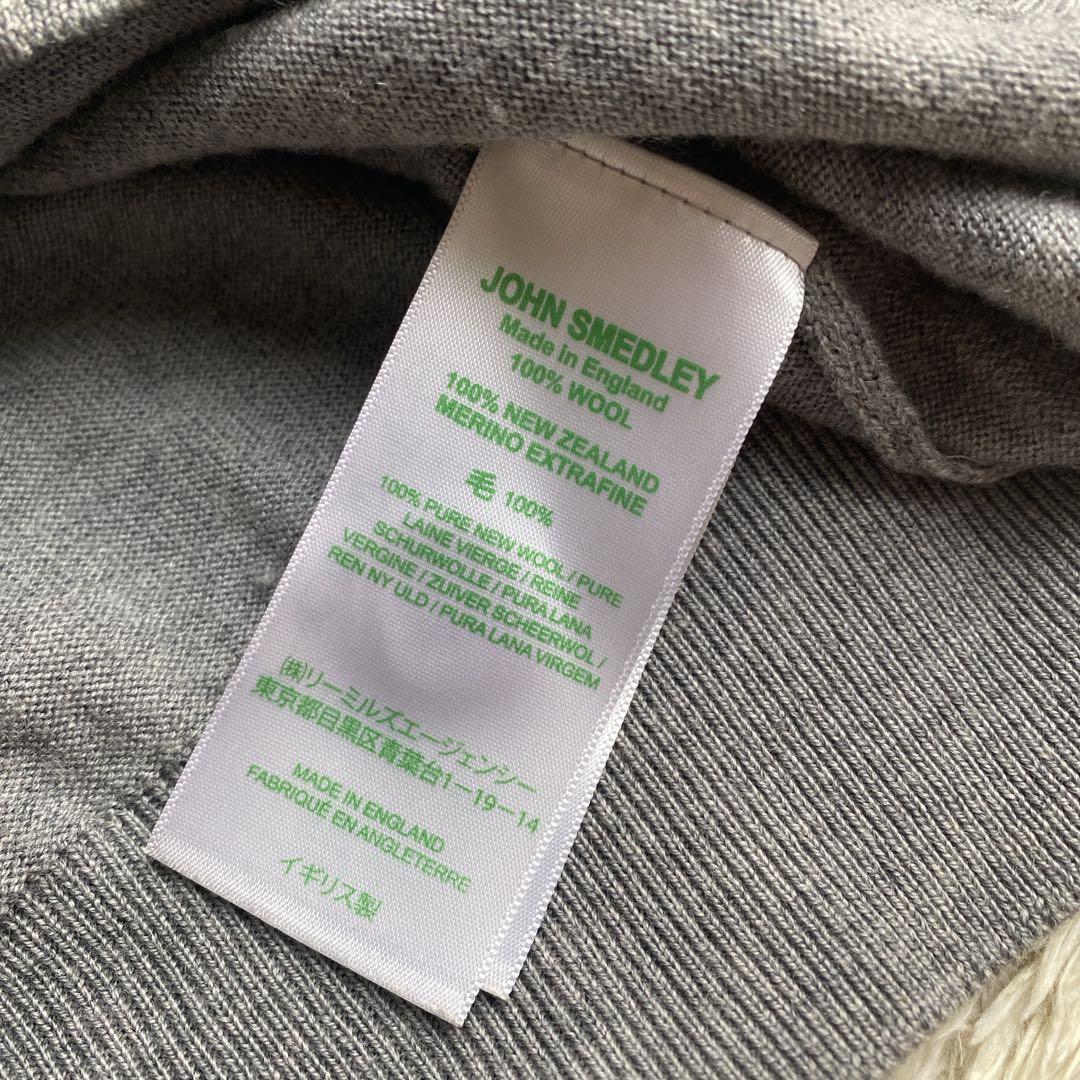 JOHN SMEDLEY
Made in England
100% WOOL
100% NEW ZEALAND
MERINO EXTRAFINE
毛 100%
100% PURE NEW WOOL / PURE
LAINE VIERGE / REINE
SCHURWOLLE / PURA LANA
VERGINE / ZUIVER SCHEERWOL /
REN NY ULD / PURA LANA VIRGEM
㈱リーミルズエージェンシー
東京都目黒区青葉台1-19-14
MADE IN ENGLAND
FABRIQUÉ EN ANGLETERRE
イギリス製